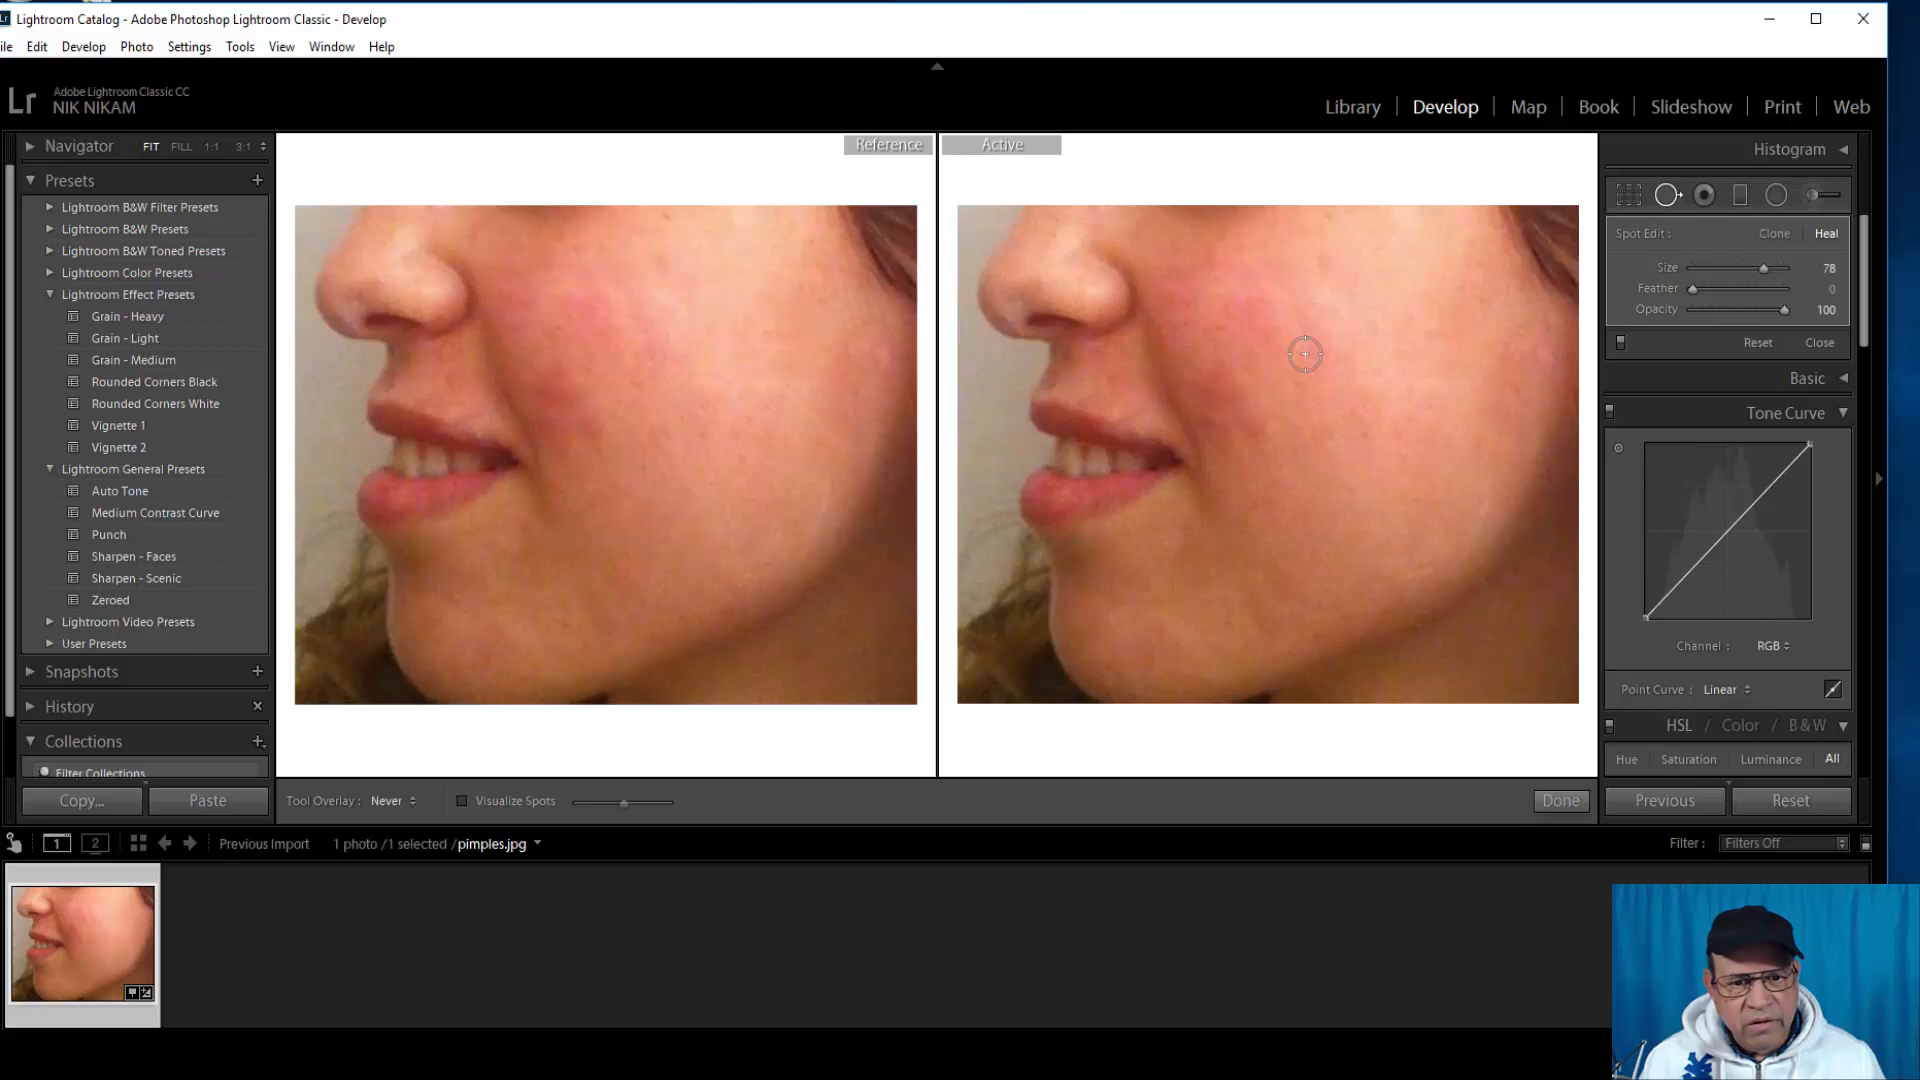 Lr Lightroom Catalog - Adobe Photoshop Lightroom Classic - Develop
ile Edit Develop Photo Settings Tools View Window Help
Lr Adobe Lightroom Classic CC
NIK NIKAM
Library Develop Map Book Slideshow Print Web
Navigator FIT FILL 1:1 3:1
Presets +
Lightroom B&W Filter Presets
Lightroom B&W Presets
Lightroom B&W Toned Presets
Lightroom Color Presets
Lightroom Effect Presets
Grain - Heavy
Grain - Light
Grain - Medium
Rounded Corners Black
Rounded Corners White
Vignette 1
Vignette 2
Lightroom General Presets
Auto Tone
Medium Contrast Curve
Punch
Sharpen - Faces
Sharpen - Scenic
Zeroed
Lightroom Video Presets
User Presets
Snapshots +
History ×
Collections +
Filter Collections
Copy... Paste
Reference Active
Tool Overlay : Never Visualize Spots Done
Histogram
Spot Edit : Clone Heal
Size 78
Feather 0
Opacity 100
Reset Close
Basic
Tone Curve
Channel : RGB
Point Curve : Linear
HSL / Color / B & W
Hue Saturation Luminance All
Previous Reset
1 2 Previous Import 1 photo /1 selected /pimples.jpg Filter : Filters Off